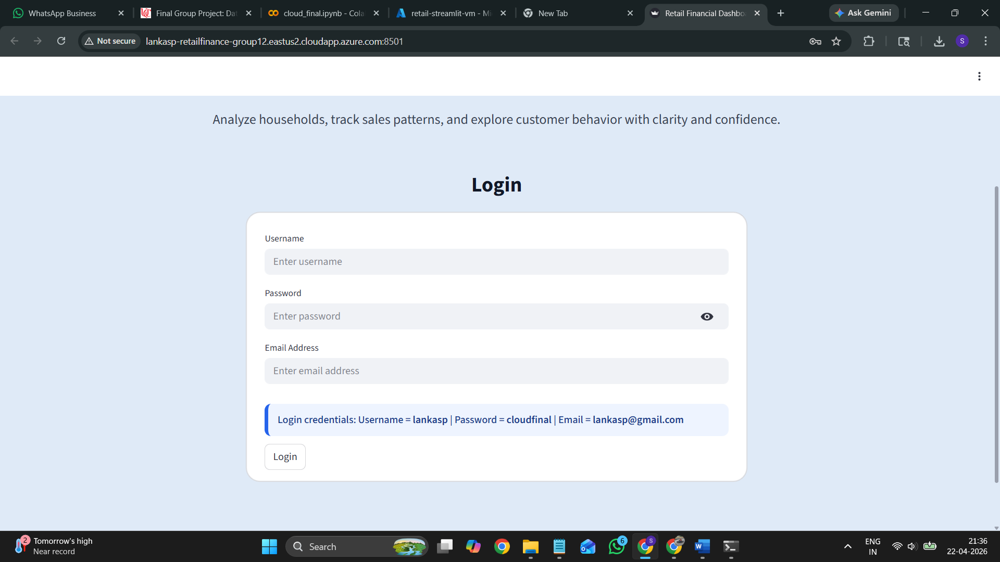 WhatsApp Business
Final Group Project: Dat
cloud_final.ipynb - Cola
retail-streamlit-vm - Mi
New Tab
Retail Financial Dashbo
Ask Gemini
Not secure
lankasp-retailfinance-group12.eastus2.cloudapp.azure.com:8501
S
Analyze households, track sales patterns, and explore customer behavior with clarity and confidence.
Login
Username
Enter username
Password
Enter password
Email Address
Enter email address
Login credentials: Username = lankasp | Password = cloudfinal | Email = lankasp@gmail.com
Login
2
Tomorrow's high
Near record
Search
6
S
ENG
IN
21:36
22-04-2026